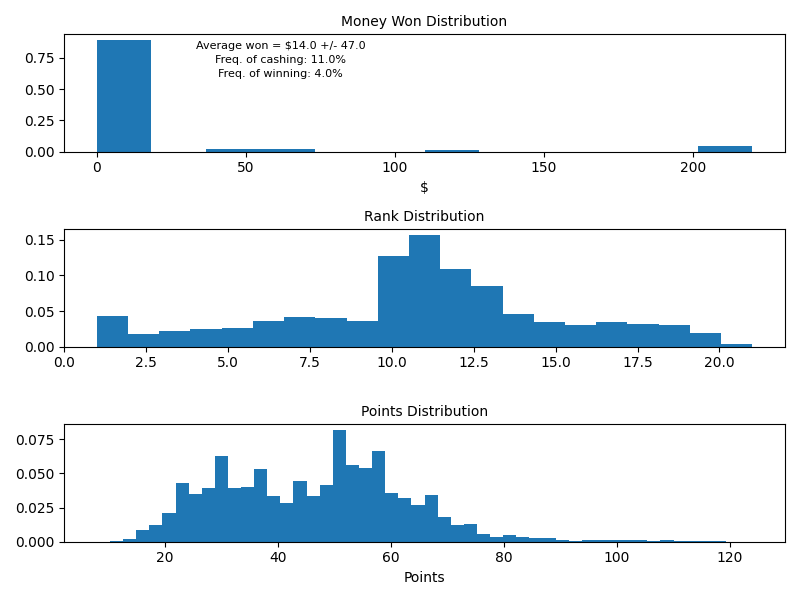 Money Won Distribution
Average won = $14.0 +/- 47.0
Freq. of cashing: 11.0%
Freq. of winning: 4.0%
0.75
0.50
0.25
0.00
0 50 100 150 200
$
Rank Distribution
0.15
0.10
0.05
0.00
0.0 2.5 5.0 7.5 10.0 12.5 15.0 17.5 20.0
Points Distribution
0.075
0.050
0.025
0.000
20 40 60 80 100 120
Points